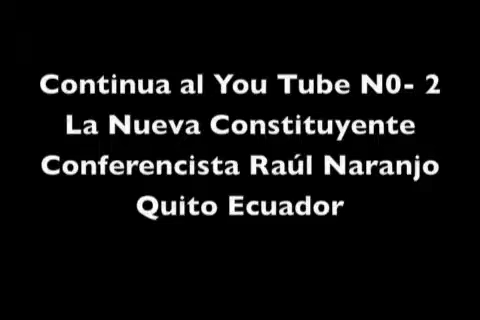 Continua al You Tube N0- 2
La Nueva Constituyente
Conferencista Raúl Naranjo
Quito Ecuador